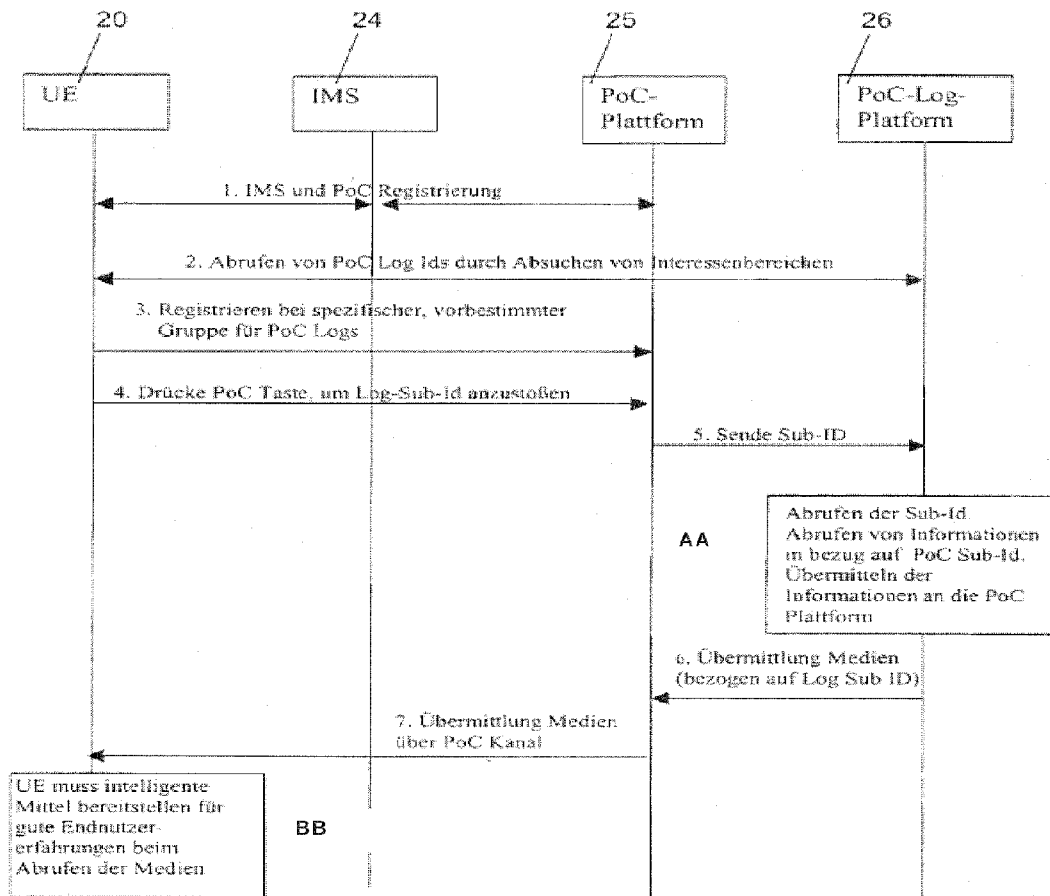 20
24
25
26
UE
IMS
PoC-
Plattform
PoC-Log-
Platform
1. IMS und PoC Registrierung
2. Abrufen von PoC Log Ids durch Absuchen von Interessenbereichen
3. Registrieren bei spezifischer, vorbestimmter
Gruppe für PoC Logs
4. Drücke PoC Taste, um Log-Sub-Id anzustoßen
5. Sende Sub-ID
Abrufen der Sub-Id.
Abrufen von Informationen
in bezug auf PoC Sub-Id.
Übermitteln der
Informationen an die PoC
Plattform
AA
6. Übermittlung Medien
(bezogen auf Log Sub ID)
7. Übermittlung Medien
über PoC Kanal
UE muss intelligente
Mittel bereitstellen für
gute Endnutzer-
erfahrungen beim
Abrufen der Medien
BB